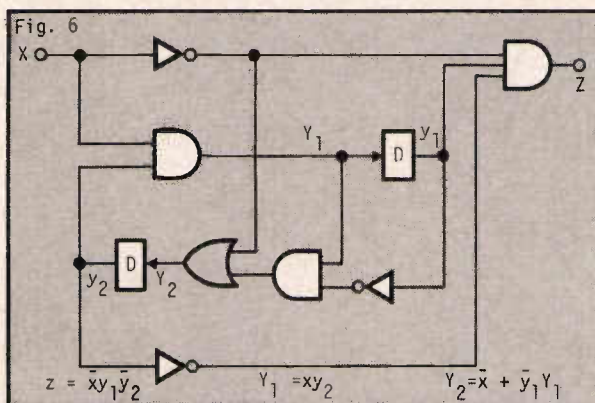 Fig. 6
X
Z
Y₁
D
y₁
y₂
D
Y₂
z = x̄y₁ȳ₂
Y₁ =xy₂
Y₂=x̄ + ȳ₁Y₁